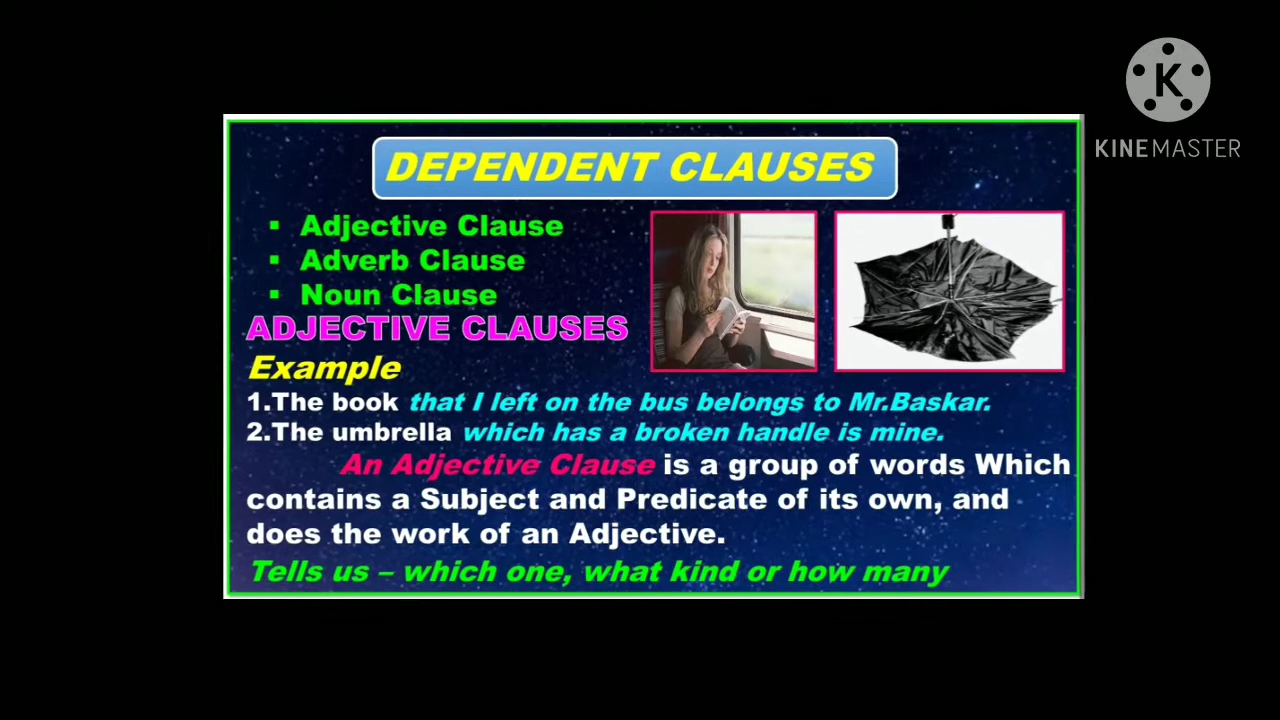 K
KINEMASTER
DEPENDENT CLAUSES
▪ Adjective Clause
▪ Adverb Clause
▪ Noun Clause
ADJECTIVE CLAUSES
Example
1.The book that I left on the bus belongs to Mr.Baskar.
2.The umbrella which has a broken handle is mine.
An Adjective Clause is a group of words Which
contains a Subject and Predicate of its own, and
does the work of an Adjective.
Tells us – which one, what kind or how many